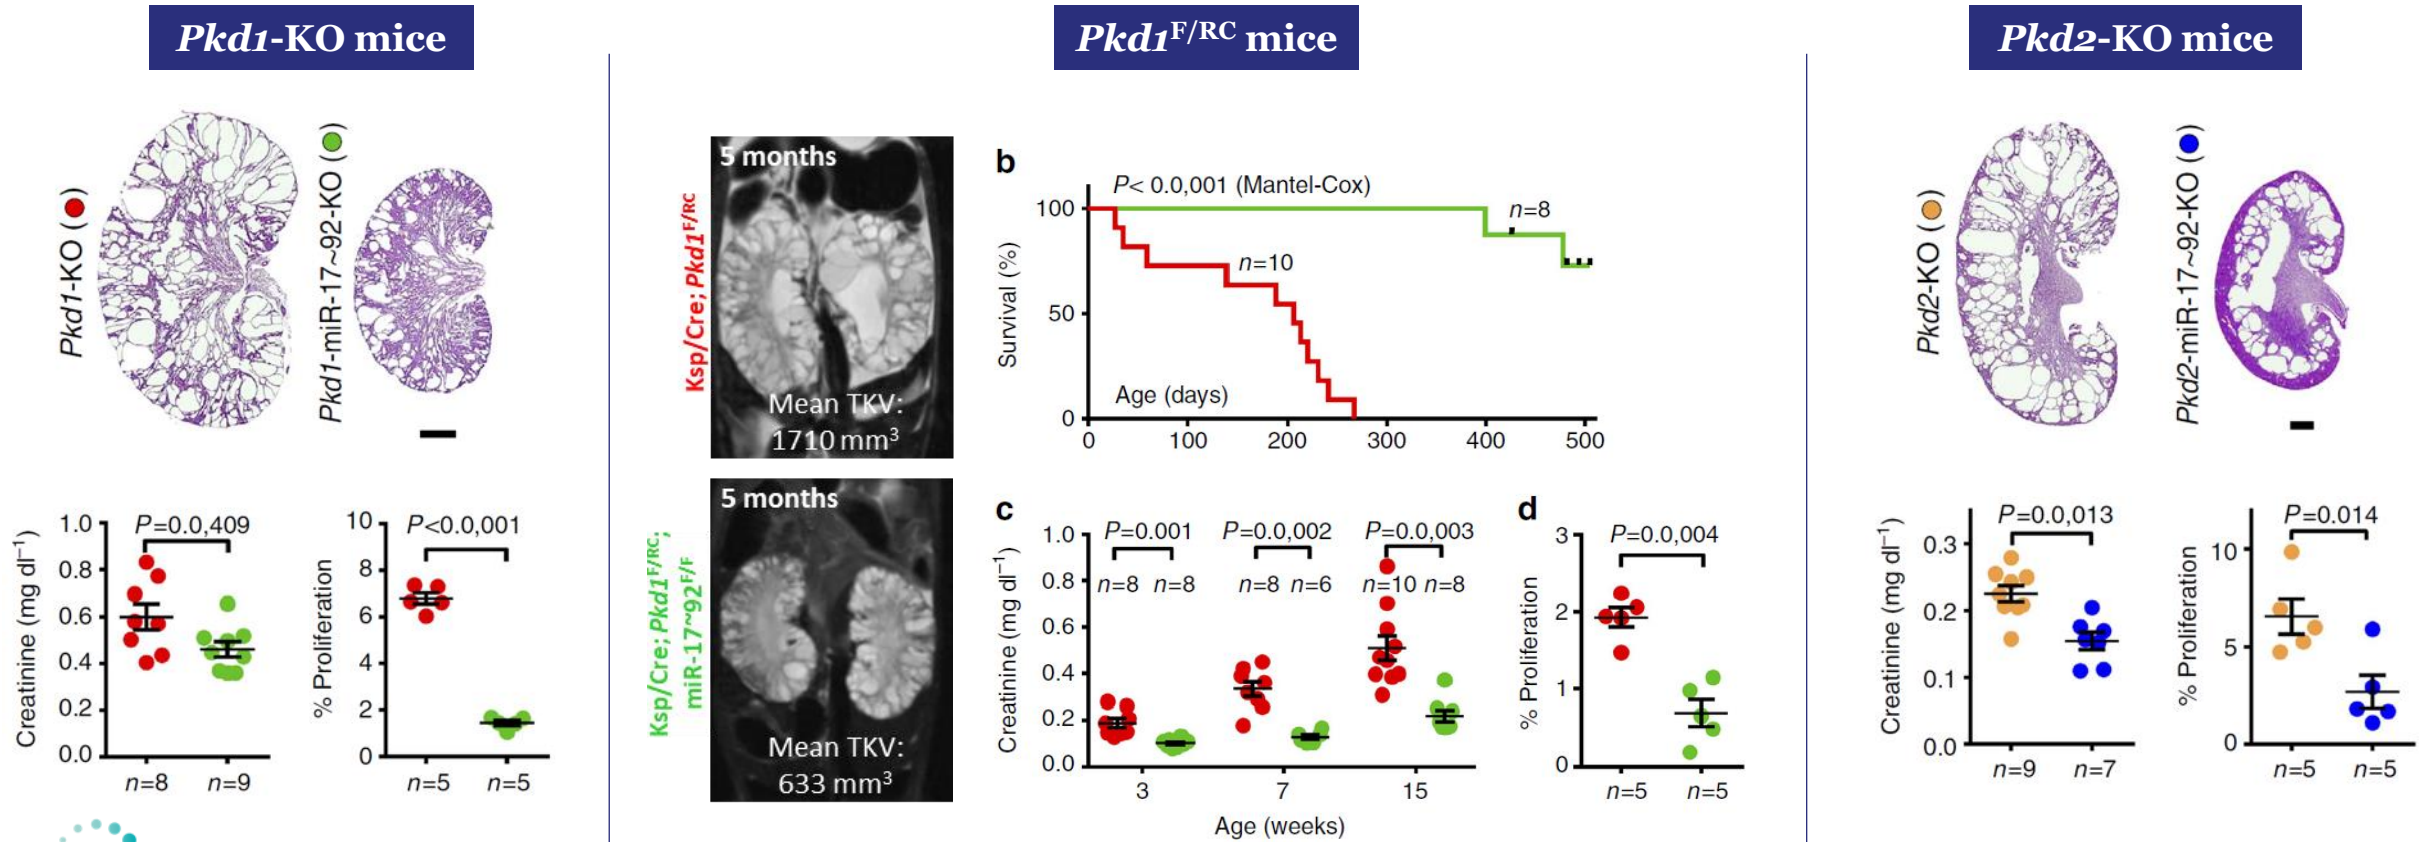 Pkd1-KO mice
Pkd1-KO ( )
Pkd1-miR-17~92-KO ( )
1.0
0.8
0.6
0.4
0.2
0.0
Creatinine (mg dl⁻¹)
P=0.0,409
n=8 n=9
10
8
6
4
2
0
% Proliferation
P<0.0,001
n=5 n=5
Pkd1F/RC mice
Ksp/Cre; Pkd1F/RC
5 months
Mean TKV:
1710 mm³
Ksp/Cre; Pkd1F/RC;
miR-17~92F/F
5 months
Mean TKV:
633 mm³
b
P< 0.0,001 (Mantel-Cox)
100
50
0
Survival (%)
n=8
n=10
Age (days)
0 100 200 300 400 500
c
1.0
0.8
0.6
0.4
0.2
0.0
Creatinine (mg dl⁻¹)
P=0.001 P=0.0,002 P=0.0,003
n=8 n=8 n=8 n=6 n=10 n=8
3 7 15
Age (weeks)
d
3
2
1
0
% Proliferation
P=0.0,004
n=5 n=5
Pkd2-KO mice
Pkd2-KO ( )
Pkd2-miR-17~92-KO ( )
0.3
0.2
0.1
0.0
Creatinine (mg dl⁻¹)
P=0.0,013
n=9 n=7
10
5
0
% Proliferation
P=0.014
n=5 n=5